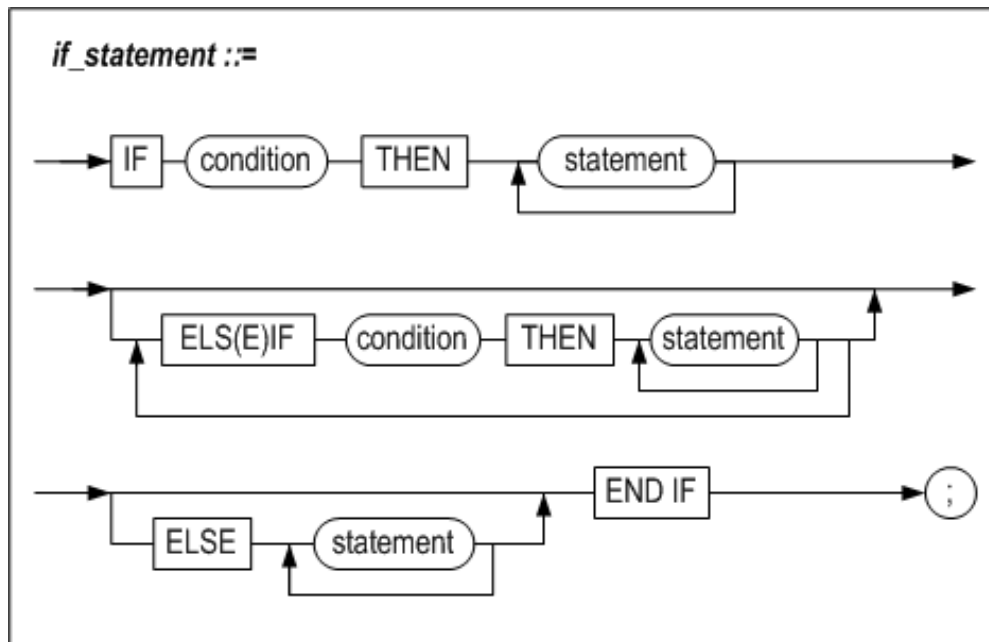 if_statement ::=
IF condition THEN statement
ELS(E)IF condition THEN statement
ELSE statement END IF ;